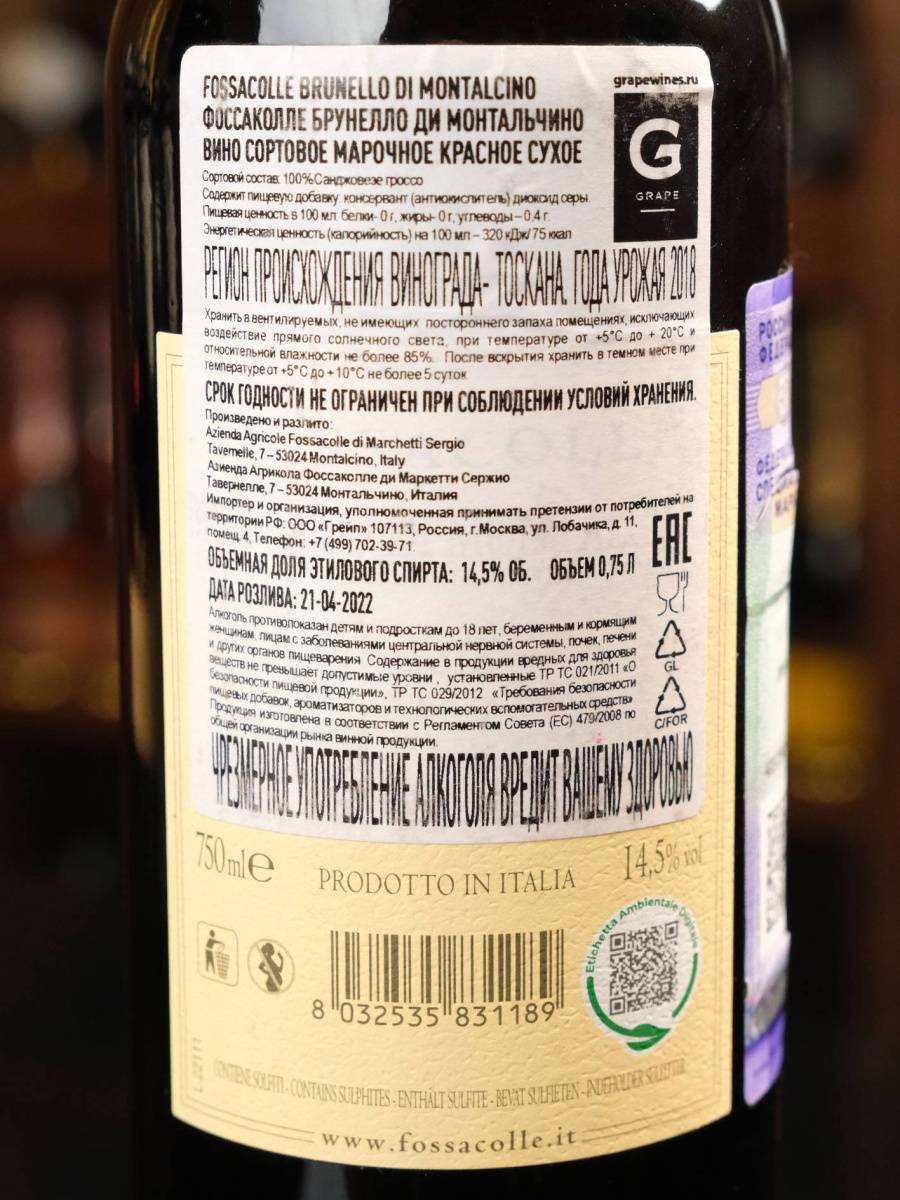 FOSSACOLLE BRUNELLO DI MONTALCINO
ФОССАКОЛЛЕ БРУНЕЛЛО ДИ МОНТАЛЬЧИНО
ВИНО СОРТОВОЕ МАРОЧНОЕ КРАСНОЕ СУХОЕ
grapewines.ru
G
GRAPE
Сортовой состав: 100% Санджовезе гроссо
Содержит пищевую добавку: консервант (антиокислитель) диоксид серы.
Пищевая ценность в 100 мл: белки- 0 г, жиры- 0 г, углеводы – 0,4 г.
Энергетическая ценность (калорийность) на 100 мл – 320 кДж/ 75 ккал
РЕГИОН ПРОИСХОЖДЕНИЯ ВИНОГРАДА- ТОСКАНА. ГОДА УРОЖАЯ 2018
Хранить в вентилируемых, не имеющих постороннего запаха помещениях, исключающих
воздействие прямого солнечного света, при температуре от +5°С до + 20°С и
относительной влажности не более 85%. После вскрытия хранить в темном месте при
температуре от +5°С до +10°С не более 5 суток
СРОК ГОДНОСТИ НЕ ОГРАНИЧЕН ПРИ СОБЛЮДЕНИИ УСЛОВИЙ ХРАНЕНИЯ.
Произведено и разлито:
Azienda Agricole Fossacolle di Marchetti Sergio
Tavernelle, 7 – 53024 Montalcino, Italy
Азиенда Агрикола Фоссаколле ди Маркетти Сержио
Тавернелле, 7 – 53024 Монтальчино, Италия
Импортер и организация, уполномоченная принимать претензии от потребителей на
территории РФ: ООО «Грейп» 107113, Россия, г.Москва, ул. Лобачика, д. 11,
помещ. 4, Телефон: +7 (499) 702-39-71.
ОБЪЕМНАЯ ДОЛЯ ЭТИЛОВОГО СПИРТА: 14,5% ОБ. ОБЪЕМ 0,75 Л
ДАТА РОЗЛИВА: 21-04-2022
EAC
Алкоголь противопоказан детям и подросткам до 18 лет, беременным и кормящим
женщинам, лицам с заболеваниями центральной нервной системы, почек, печени
и других органов пищеварения Содержание в продукции вредных для здоровья
веществ не превышает допустимые уровни , установленные ТР ТС 021/2011 «О
безопасности пищевой продукции», ТР ТС 029/2012 «Требования безопасности
пищевых добавок, ароматизаторов и технологических вспомогательных средств»
Продукция изготовлена в соответствии с Регламентом Совета (ЕС) 479/2008 по
общей организации рынка винной продукции.
GL
C/FOR
ЧРЕЗМЕРНОЕ УПОТРЕБЛЕНИЕ АЛКОГОЛЯ ВРЕДИТ ВАШЕМУ ЗДОРОВЬЮ
750 ml e
PRODOTTO IN ITALIA
14,5% vol
Etichetta Ambientale Digitale
8 032535 831189
CONTIENE SOLFITI - CONTAINS SULPHITES - ENTHÄLT SULFITE - BEVAT SULFIETEN - INDEHOLDER SULFITTER
www.fossacolle.it